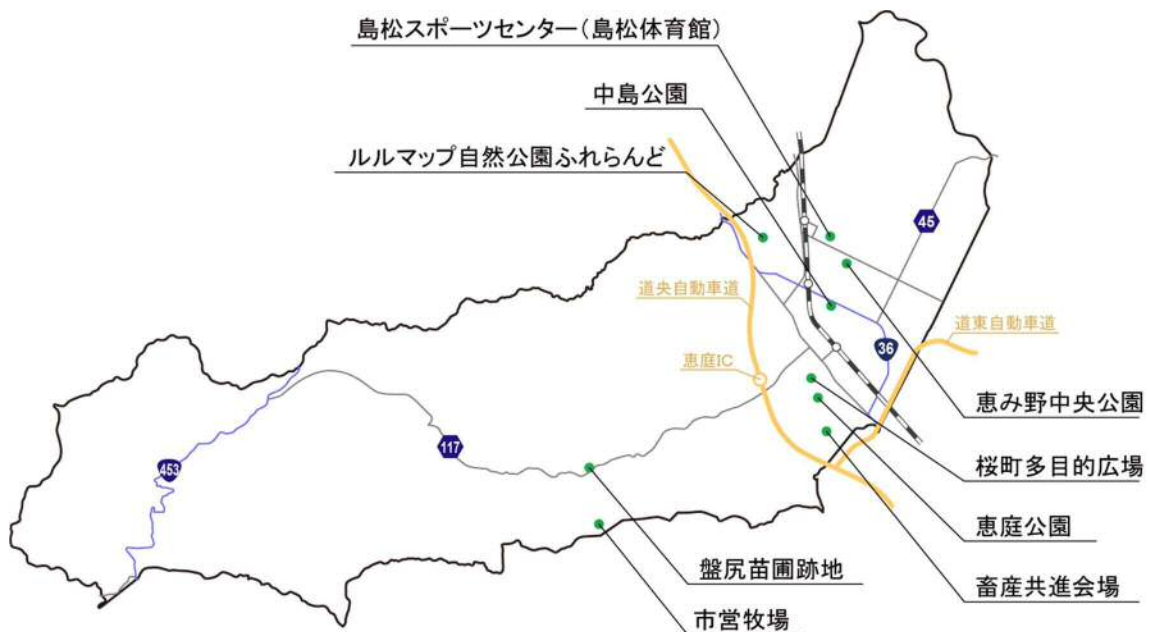 島松スポーツセンター(島松体育館)
中島公園
ルルマップ自然公園ふれらんど
45
道央自動車道
道東自動車道
36
恵庭IC
恵み野中央公園
117
453
桜町多目的広場
恵庭公園
盤尻苗圃跡地
畜産共進会場
市営牧場